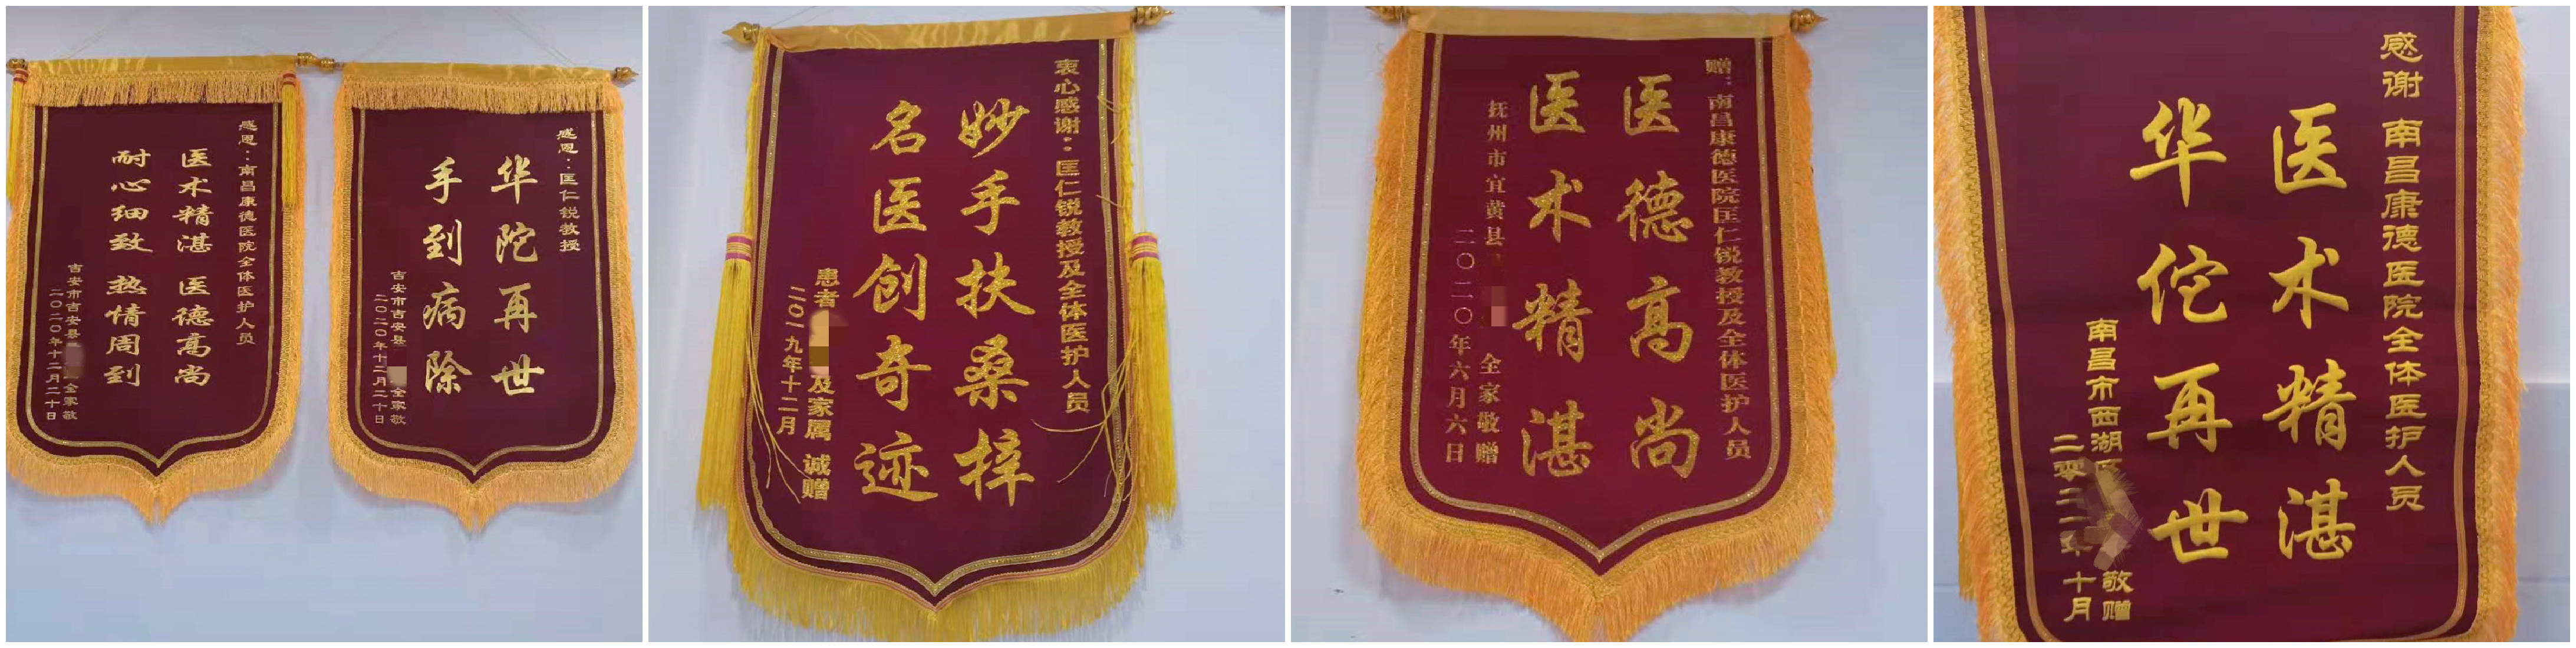 感恩：南昌康德医院全体医护人员
医术精湛 医德高尚
耐心细致 热情周到
吉安市吉安县 全家敬
二〇二〇年十二月二十日
感恩：匡仁锐教授
华陀再世
手到病除
吉安市吉安县 全家敬
二〇二〇年十二月二十日
衷心感谢：匡仁锐教授及全体医护人员
妙手扶桑梓
名医创奇迹
患者 及家属 诚赠
二〇一九年十二月
赠：南昌康德医院匡仁锐教授及全体医护人员
医德高尚
医术精湛
抚州市宜黄县 全家敬赠
二〇二〇年六月六日
感谢 南昌康德医院全体医护人员
医术精湛
华佗再世
南昌市西湖区 敬赠
二零二一年十月